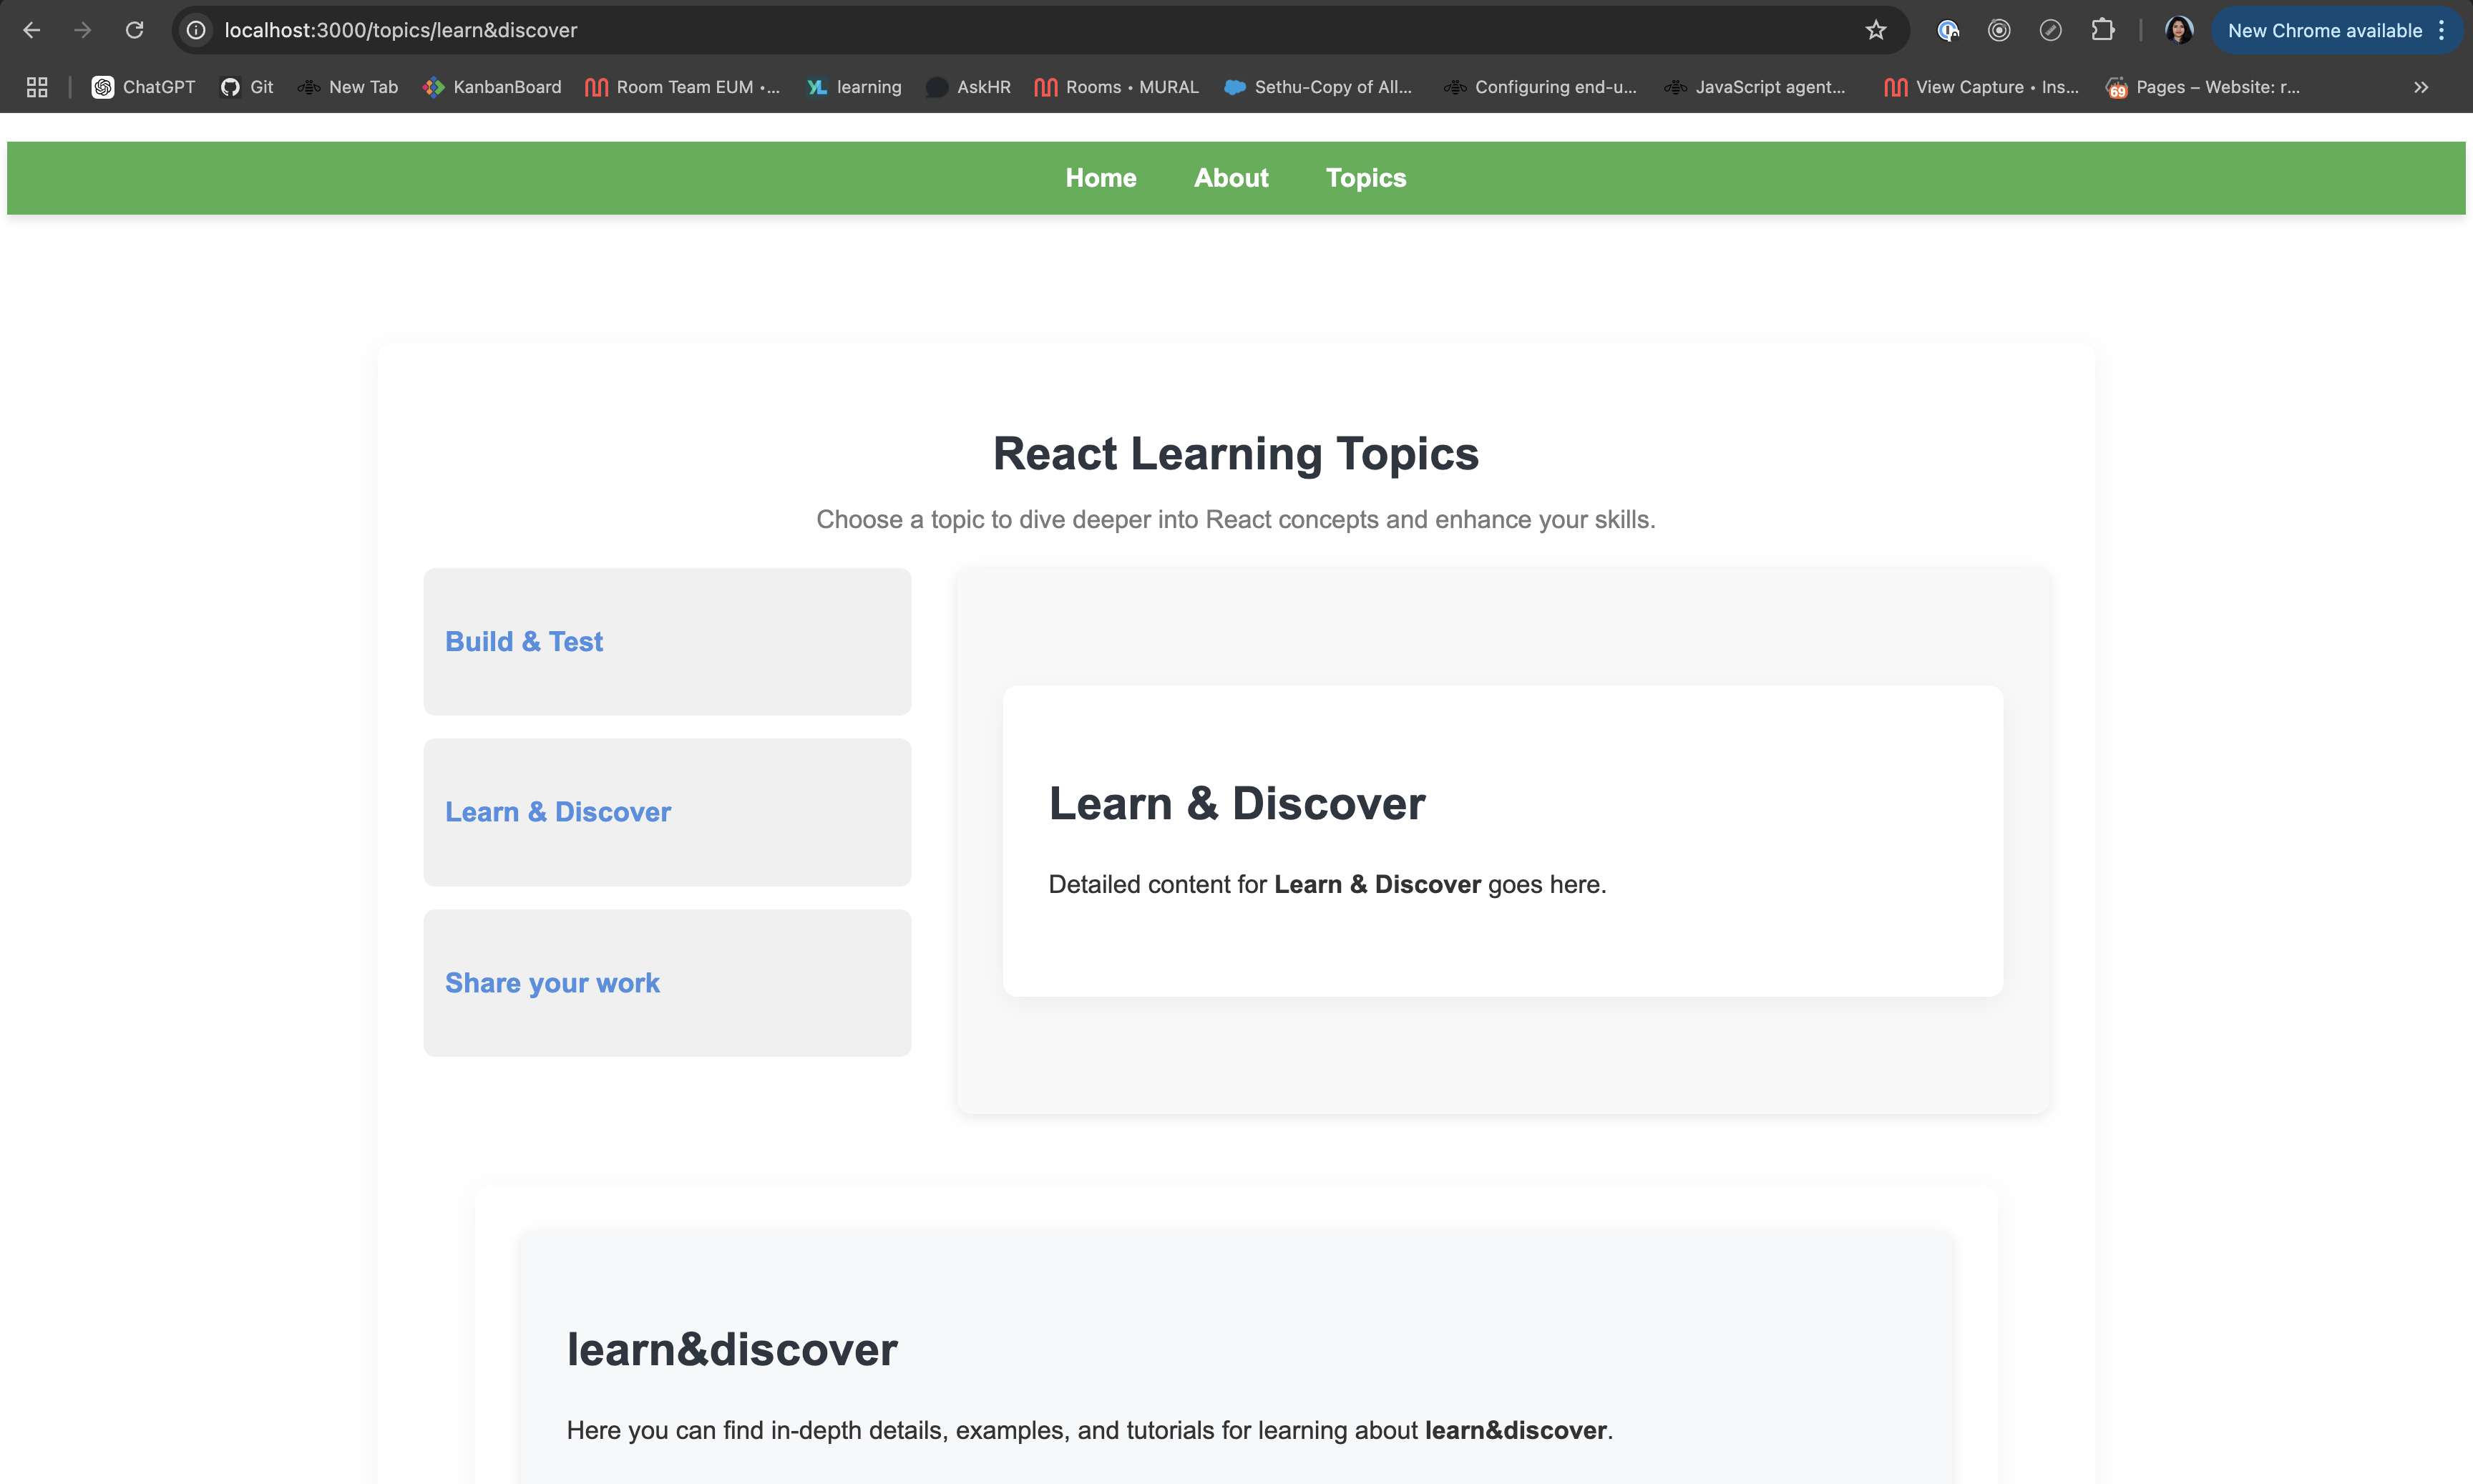 localhost:3000/topics/learn&discover
New Chrome available
ChatGPT Git New Tab KanbanBoard Room Team EUM •... learning AskHR Rooms • MURAL Sethu-Copy of All... Configuring end-u... JavaScript agent... View Capture • Ins... 69 Pages – Website: r...
Home About Topics
React Learning Topics
Choose a topic to dive deeper into React concepts and enhance your skills.
Build & Test
Learn & Discover
Share your work
Learn & Discover
Detailed content for Learn & Discover goes here.
learn&discover
Here you can find in-depth details, examples, and tutorials for learning about learn&discover.